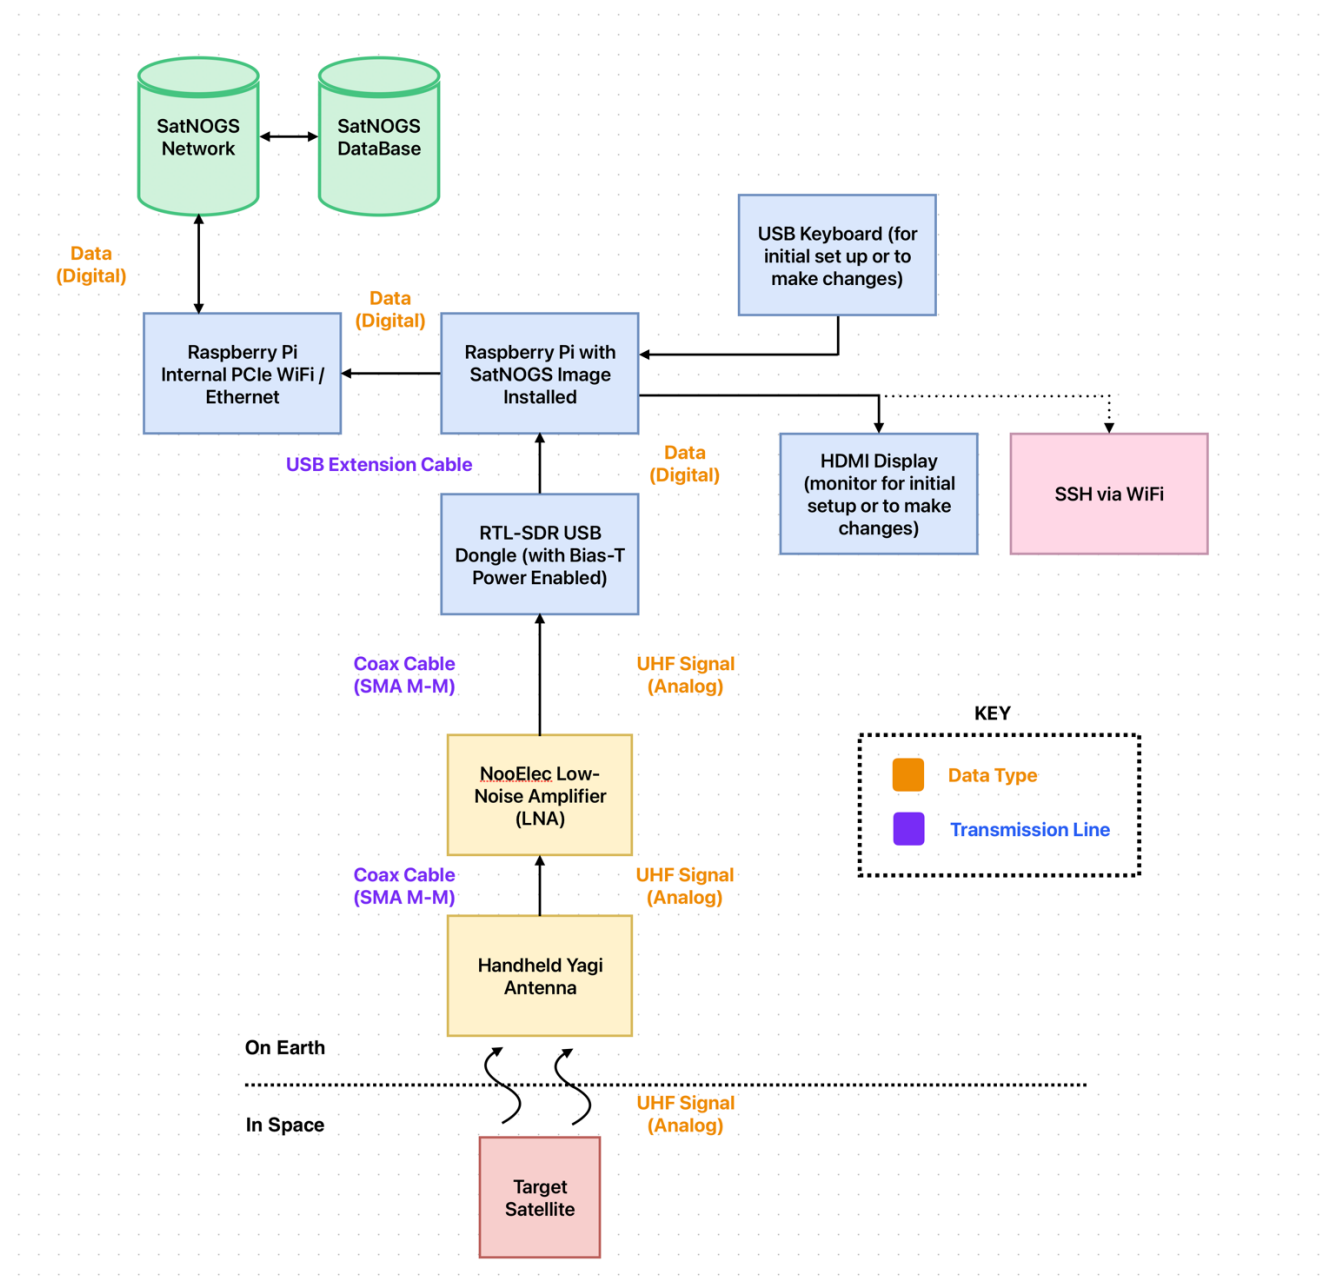 SatNOGS
Network
SatNOGS
DataBase
USB Keyboard (for
initial set up or to
make changes)
Data
(Digital)
Data
(Digital)
Raspberry Pi
Internal PCIe WiFi /
Ethernet
Raspberry Pi with
SatNOGS Image
Installed
USB Extension Cable
Data
(Digital)
HDMI Display
(monitor for initial
setup or to make
changes)
SSH via WiFi
RTL-SDR USB
Dongle (with Bias-T
Power Enabled)
Coax Cable
(SMA M-M)
UHF Signal
(Analog)
KEY
Data Type
Transmission Line
NooElec Low-
Noise Amplifier
(LNA)
Coax Cable
(SMA M-M)
UHF Signal
(Analog)
Handheld Yagi
Antenna
On Earth
In Space
UHF Signal
(Analog)
Target
Satellite